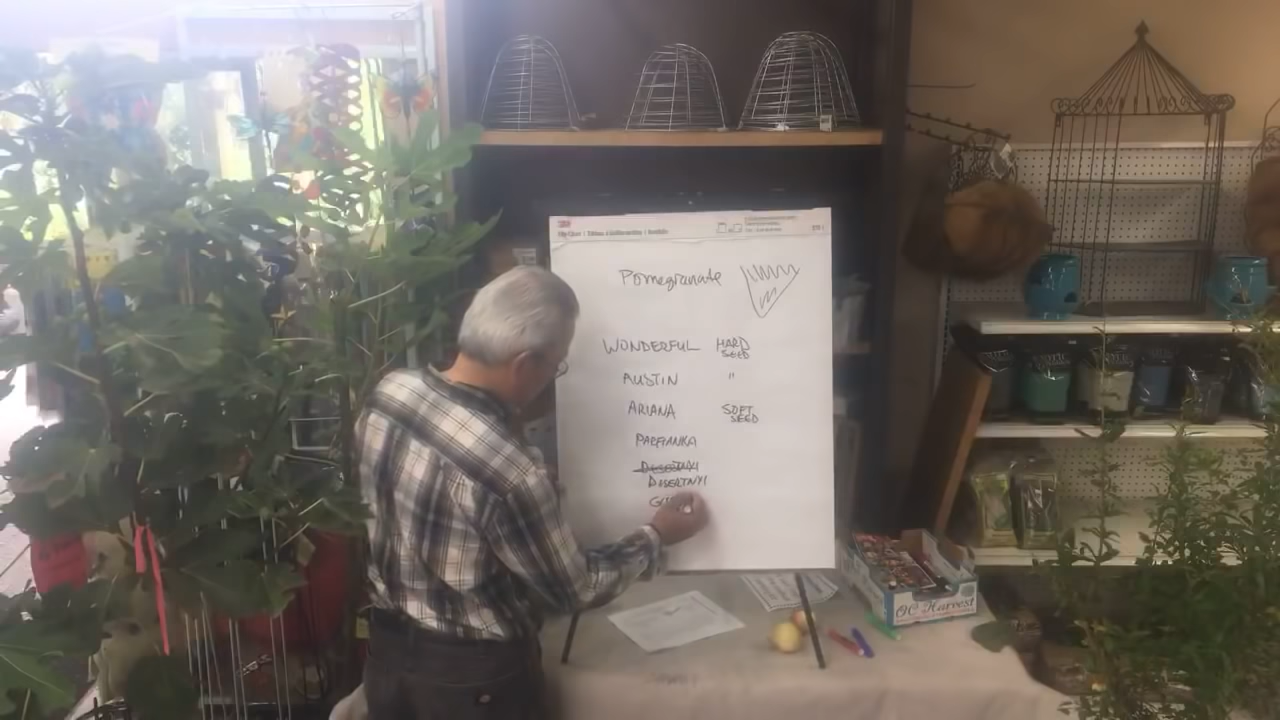 Pomegranate
WONDERFUL HARD SEED
AUSTIN "
ARIANA SOFT SEED
PARFIANKA
DESERTNYI
OC Harvest